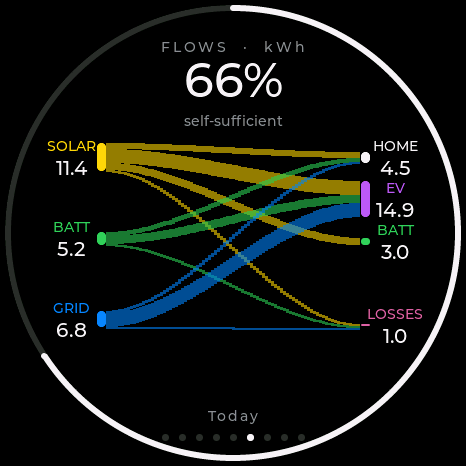 FLOWS · kWh
66%
self-sufficient
SOLAR
11.4
BATT
5.2
GRID
6.8
HOME
4.5
EV
14.9
BATT
3.0
LOSSES
1.0
Today